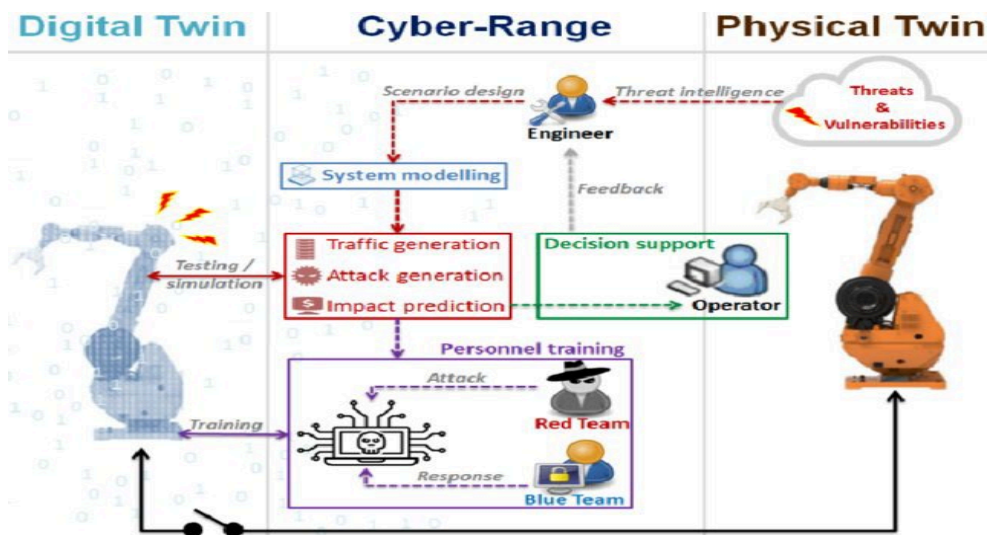 Digital Twin
Cyber-Range
Physical Twin
Scenario design
Threat intelligence
Threats
&
Vulnerabilities
Engineer
System modelling
Feedback
Traffic generation
Attack generation
Impact prediction
Decision support
Operator
Testing /
simulation
Personnel training
Attack
Red Team
Training
Response
Blue Team